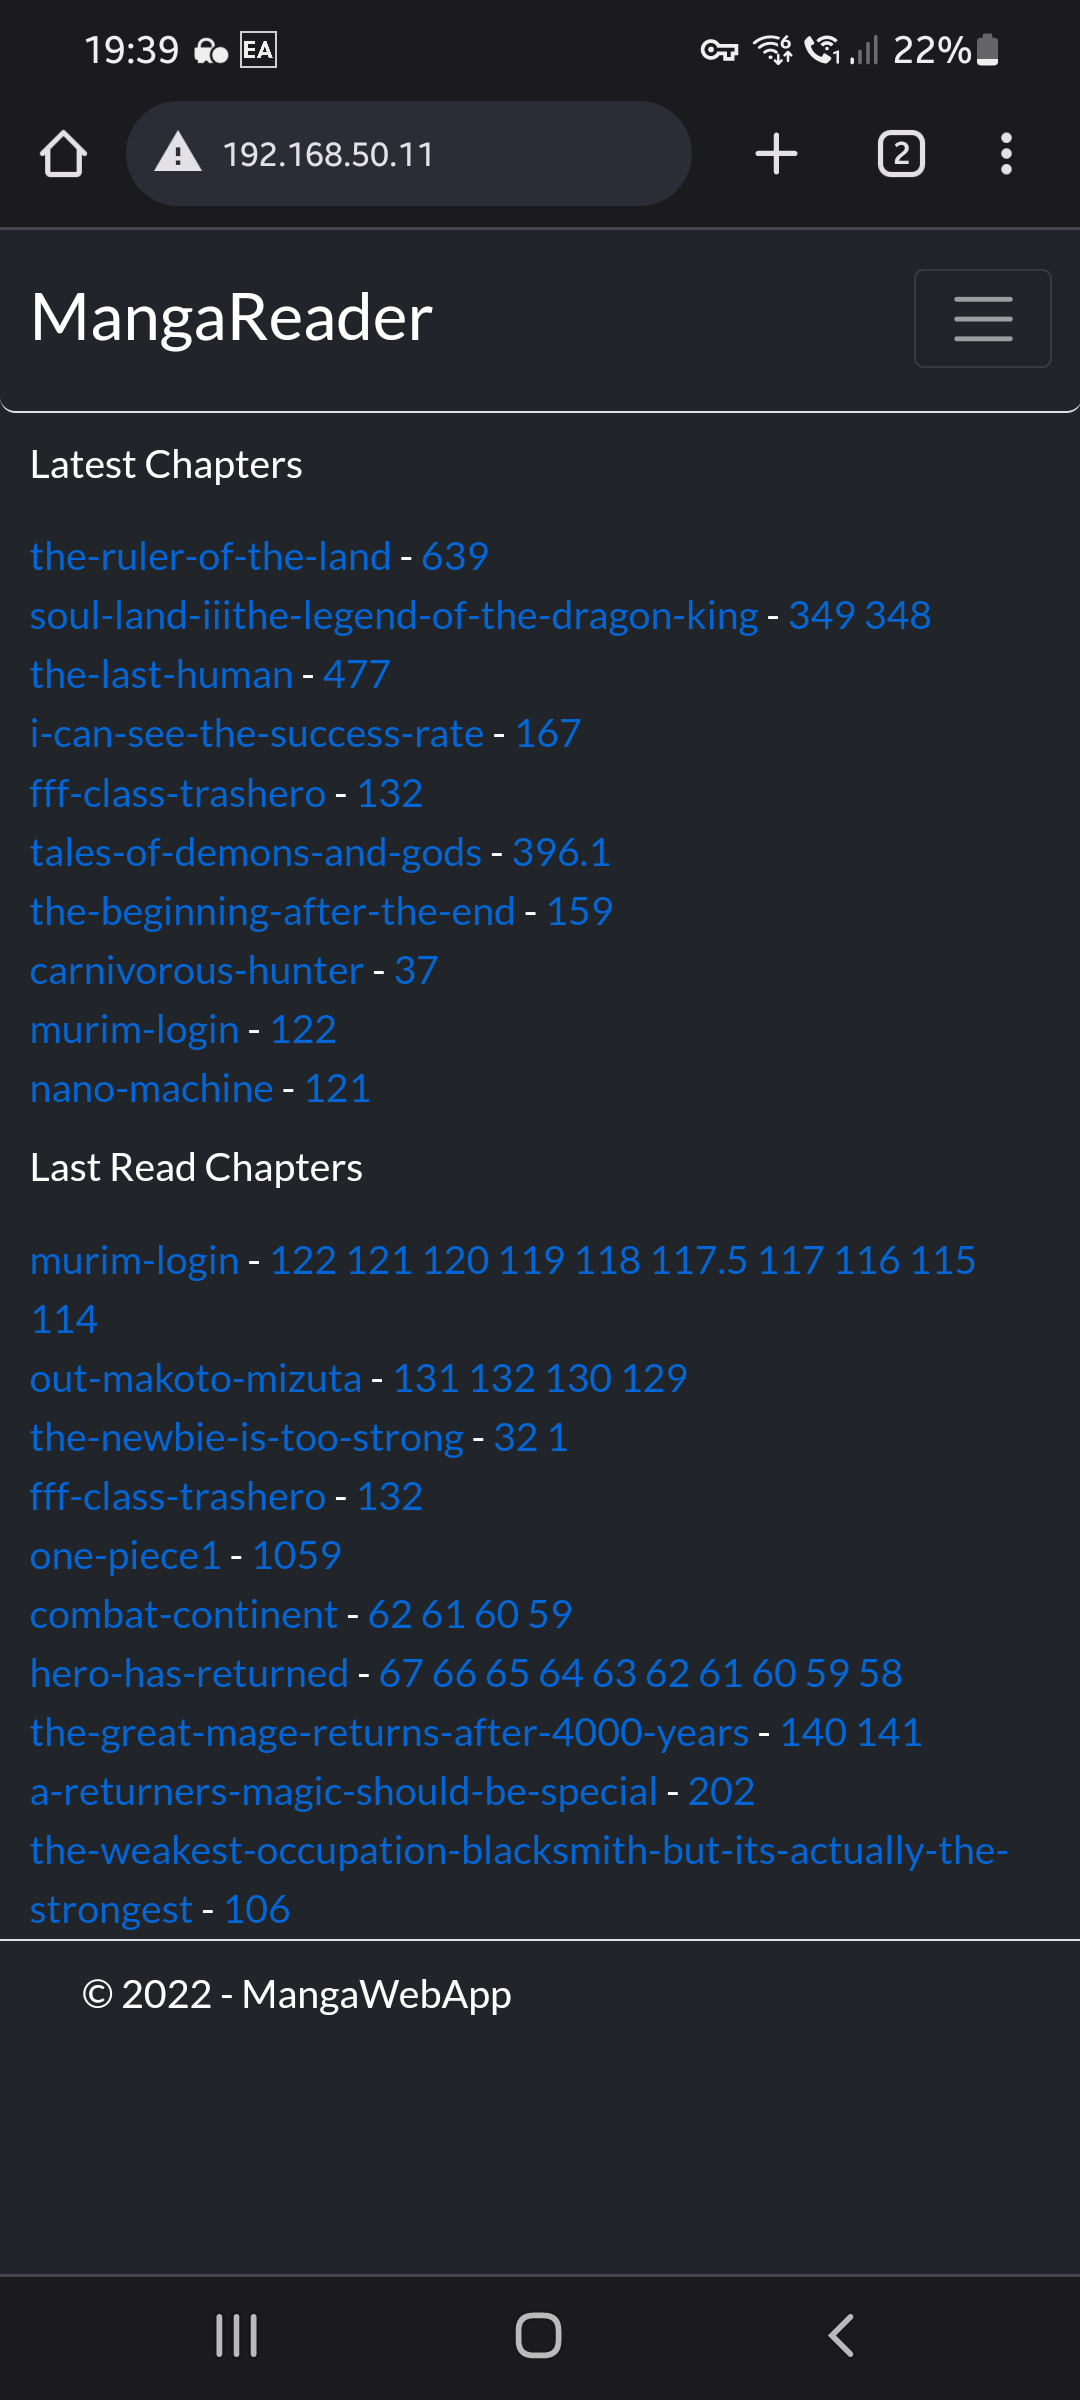 19:39 EA 22%
192.168.50.11 2
MangaReader
Latest Chapters
the-ruler-of-the-land - 639
soul-land-iiithe-legend-of-the-dragon-king - 349 348
the-last-human - 477
i-can-see-the-success-rate - 167
fff-class-trashero - 132
tales-of-demons-and-gods - 396.1
the-beginning-after-the-end - 159
carnivorous-hunter - 37
murim-login - 122
nano-machine - 121
Last Read Chapters
murim-login - 122 121 120 119 118 117.5 117 116 115
114
out-makoto-mizuta - 131 132 130 129
the-newbie-is-too-strong - 32 1
fff-class-trashero - 132
one-piece1 - 1059
combat-continent - 62 61 60 59
hero-has-returned - 67 66 65 64 63 62 61 60 59 58
the-great-mage-returns-after-4000-years - 140 141
a-returners-magic-should-be-special - 202
the-weakest-occupation-blacksmith-but-its-actually-the-
strongest - 106
© 2022 - MangaWebApp